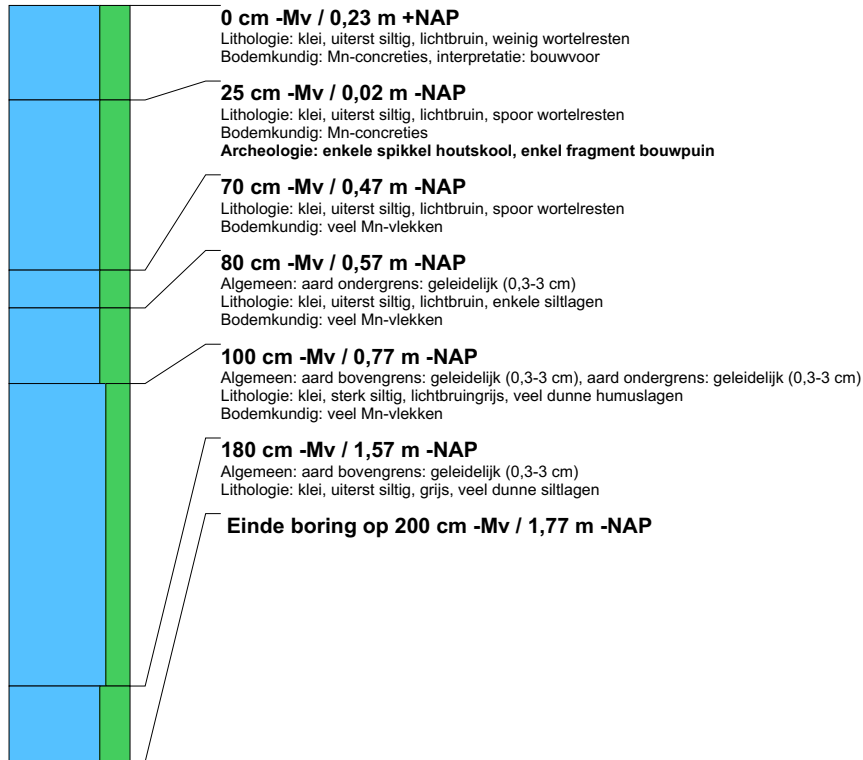 0 cm -Mv / 0,23 m +NAP
Lithologie: klei, uiterst siltig, lichtbruin, weinig wortelresten
Bodemkundig: Mn-concreties, interpretatie: bouwvoor
25 cm -Mv / 0,02 m -NAP
Lithologie: klei, uiterst siltig, lichtbruin, spoor wortelresten
Bodemkundig: Mn-concreties
Archeologie: enkele spikkel houtskool, enkel fragment bouwpuin
70 cm -Mv / 0,47 m -NAP
Lithologie: klei, uiterst siltig, lichtbruin, spoor wortelresten
Bodemkundig: veel Mn-vlekken
80 cm -Mv / 0,57 m -NAP
Algemeen: aard ondergrens: geleidelijk (0,3-3 cm)
Lithologie: klei, uiterst siltig, lichtbruin, enkele siltlagen
Bodemkundig: veel Mn-vlekken
100 cm -Mv / 0,77 m -NAP
Algemeen: aard bovengrens: geleidelijk (0,3-3 cm), aard ondergrens: geleidelijk (0,3-3 cm)
Lithologie: klei, sterk siltig, lichtbruingrijs, veel dunne humuslagen
Bodemkundig: veel Mn-vlekken
180 cm -Mv / 1,57 m -NAP
Algemeen: aard bovengrens: geleidelijk (0,3-3 cm)
Lithologie: klei, uiterst siltig, grijs, veel dunne siltlagen
Einde boring op 200 cm -Mv / 1,77 m -NAP